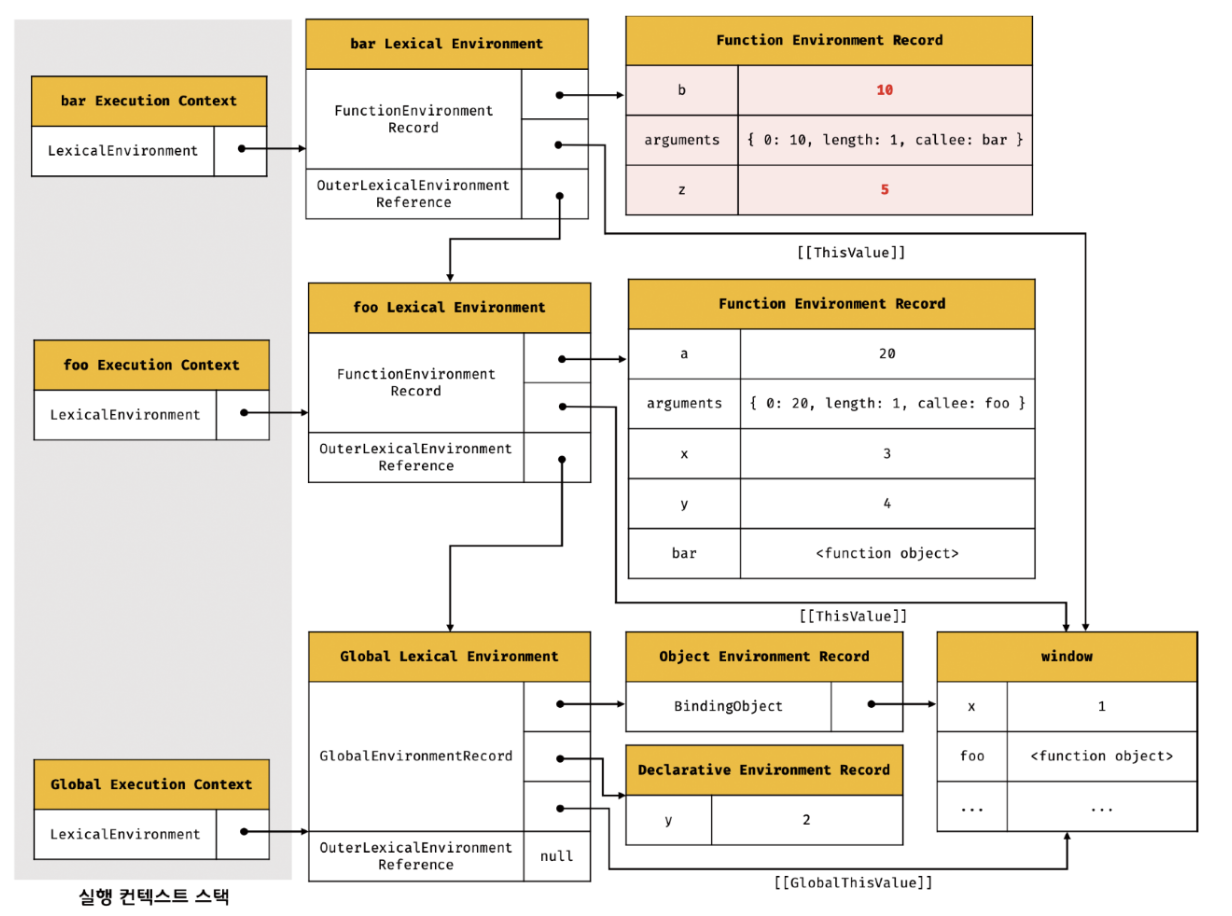 bar Lexical Environment
Function Environment Record
bar Execution Context
LexicalEnvironment
FunctionEnvironment
Record
OuterLexicalEnvironment
Reference
b 10
arguments { 0: 10, length: 1, callee: bar }
z 5
[[ThisValue]]
foo Lexical Environment
Function Environment Record
foo Execution Context
LexicalEnvironment
FunctionEnvironment
Record
OuterLexicalEnvironment
Reference
a 20
arguments { 0: 20, length: 1, callee: foo }
x 3
y 4
bar <function object>
[[ThisValue]]
Global Lexical Environment
Object Environment Record
window
BindingObject
x 1
foo <function object>
... ...
GlobalEnvironmentRecord
Declarative Environment Record
y 2
Global Execution Context
LexicalEnvironment
OuterLexicalEnvironment
Reference
null
[[GlobalThisValue]]
실행 컨텍스트 스택